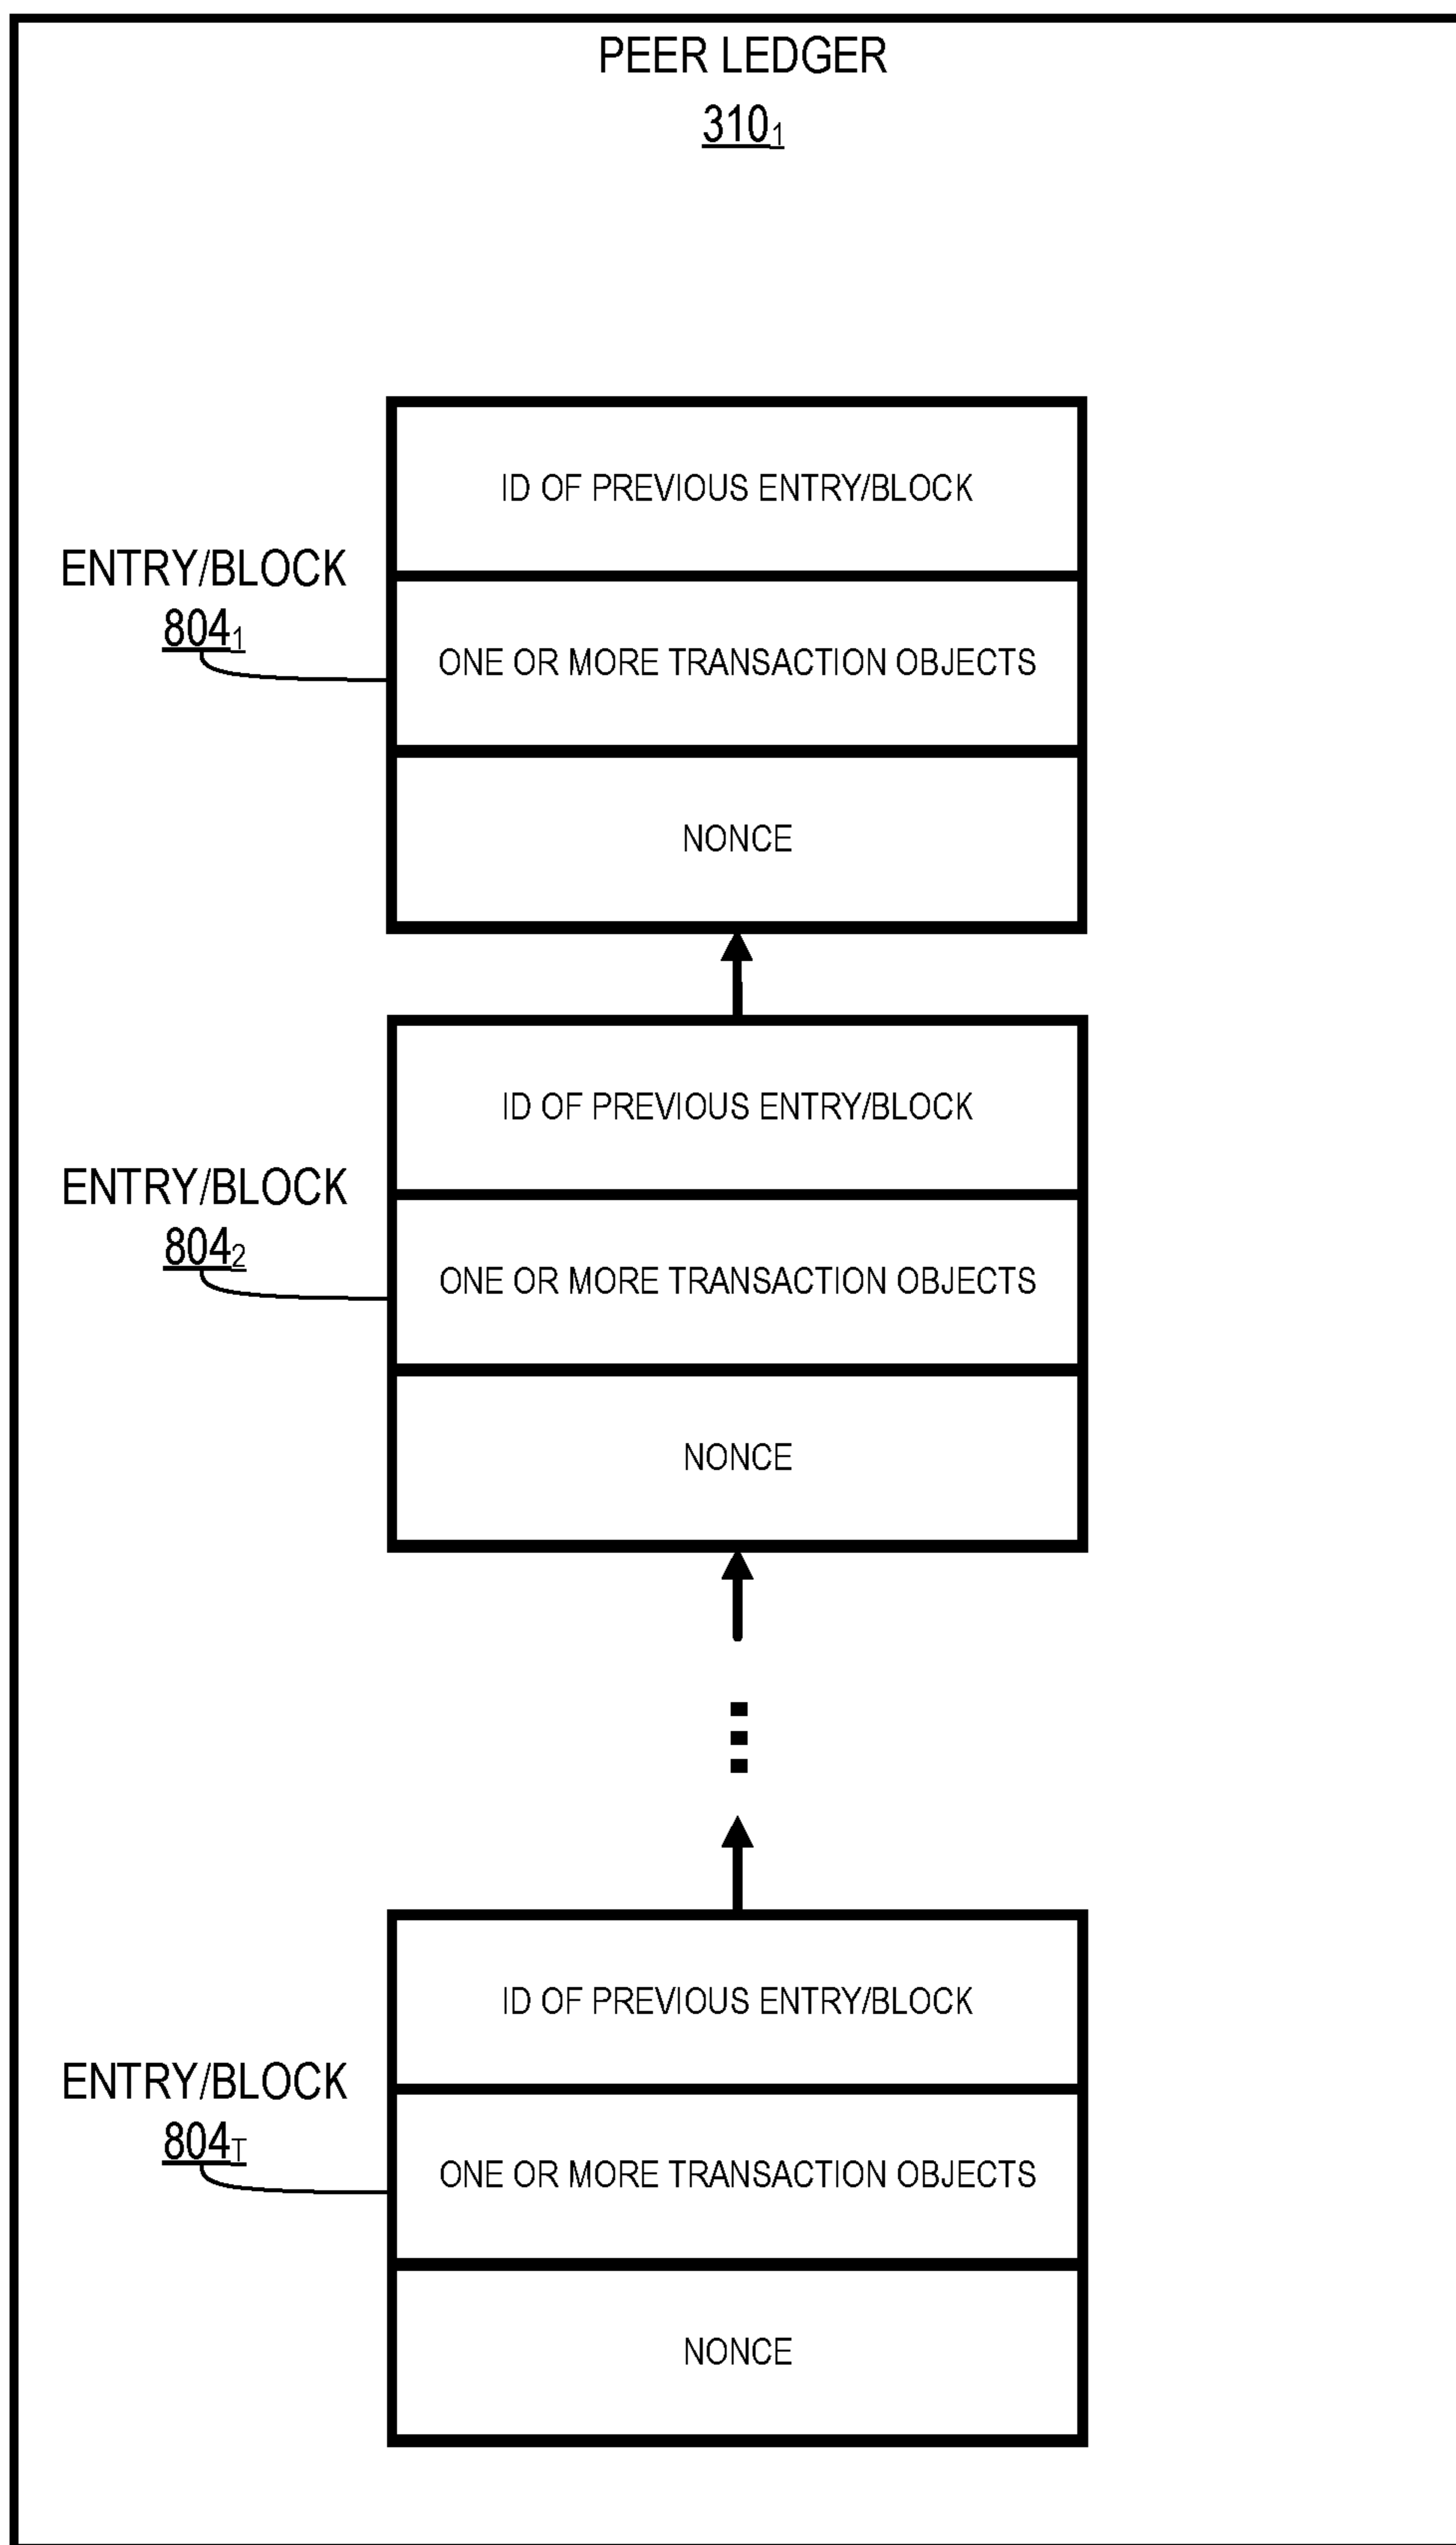 PEER LEDGER
310₁
ID OF PREVIOUS ENTRY/BLOCK
ENTRY/BLOCK
804₁
ONE OR MORE TRANSACTION OBJECTS
NONCE
ID OF PREVIOUS ENTRY/BLOCK
ENTRY/BLOCK
804₂
ONE OR MORE TRANSACTION OBJECTS
NONCE
ID OF PREVIOUS ENTRY/BLOCK
ENTRY/BLOCK
804T
ONE OR MORE TRANSACTION OBJECTS
NONCE